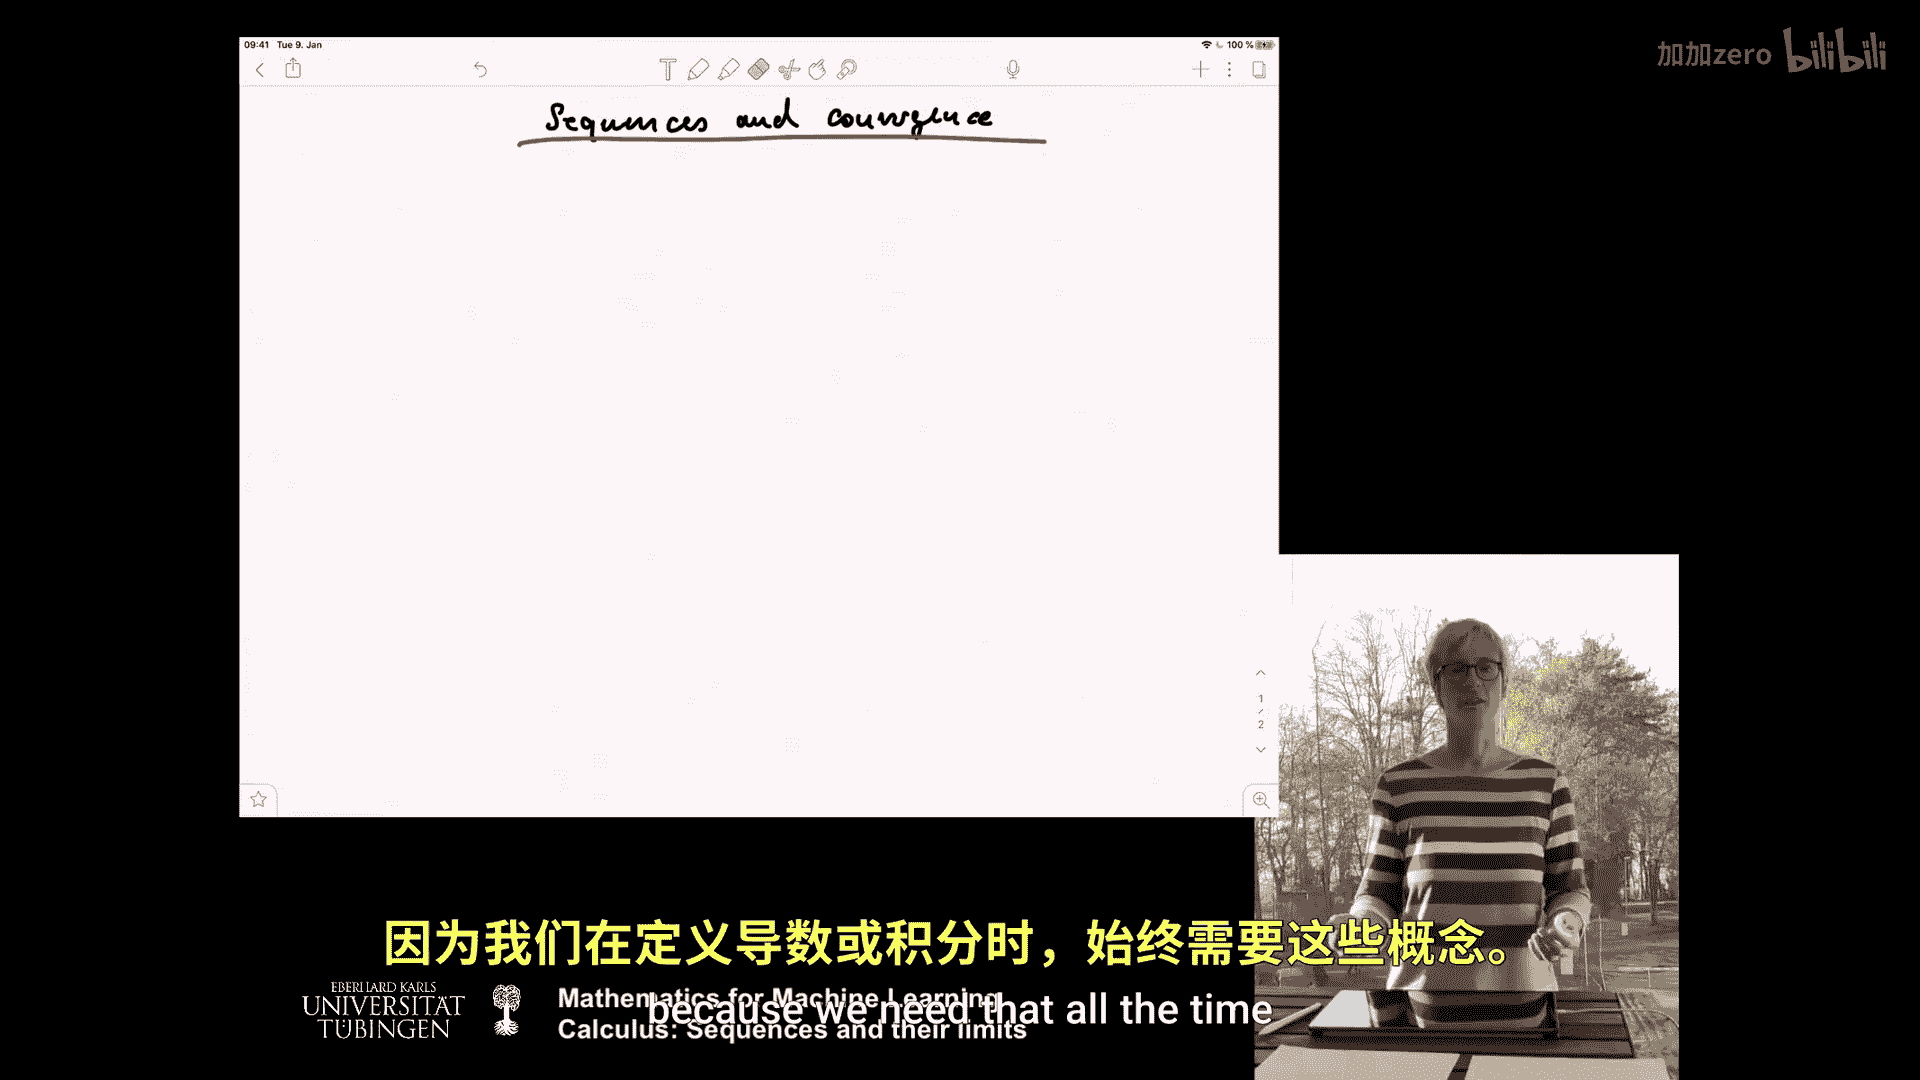 09:41 Tue 9. Jan
100 %
加加zero bilibili
Sequences and convergence
1
2
因为我们在定义导数或积分时，始终需要这些概念。
EBERHARD KARLS
UNIVERSITÄT
TÜBINGEN
Mathematics for Machine Learning
because we need that all the time
Calculus: Sequences and their limits